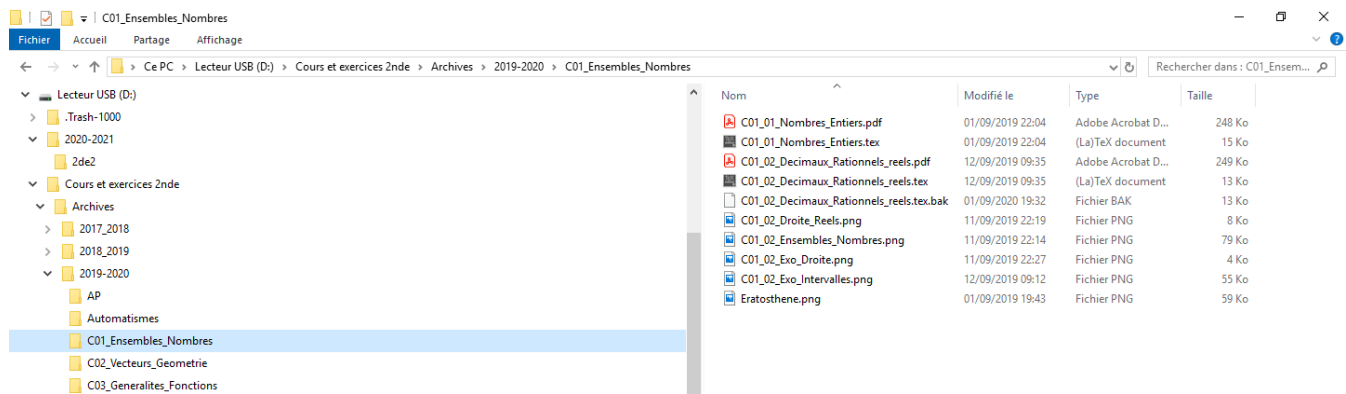 C01_Ensembles_Nombres
Fichier Accueil Partage Affichage
Ce PC > Lecteur USB (D:) > Cours et exercices 2nde > Archives > 2019-2020 > C01_Ensembles_Nombres
Rechercher dans : C01_Ensem...
Lecteur USB (D:)
.Trash-1000
2020-2021
2de2
Cours et exercices 2nde
Archives
2017_2018
2018_2019
2019-2020
AP
Automatismes
C01_Ensembles_Nombres
C02_Vecteurs_Geometrie
C03_Generalites_Fonctions
Nom Modifié le Type Taille
C01_01_Nombres_Entiers.pdf 01/09/2019 22:04 Adobe Acrobat D... 248 Ko
C01_01_Nombres_Entiers.tex 01/09/2019 22:04 (La)TeX document 15 Ko
C01_02_Decimaux_Rationnels_reels.pdf 12/09/2019 09:35 Adobe Acrobat D... 249 Ko
C01_02_Decimaux_Rationnels_reels.tex 12/09/2019 09:35 (La)TeX document 13 Ko
C01_02_Decimaux_Rationnels_reels.tex.bak 01/09/2020 19:32 Fichier BAK 13 Ko
C01_02_Droite_Reels.png 11/09/2019 22:19 Fichier PNG 8 Ko
C01_02_Ensembles_Nombres.png 11/09/2019 22:14 Fichier PNG 79 Ko
C01_02_Exo_Droite.png 11/09/2019 22:27 Fichier PNG 4 Ko
C01_02_Exo_Intervalles.png 12/09/2019 09:12 Fichier PNG 55 Ko
Eratosthene.png 01/09/2019 19:43 Fichier PNG 59 Ko